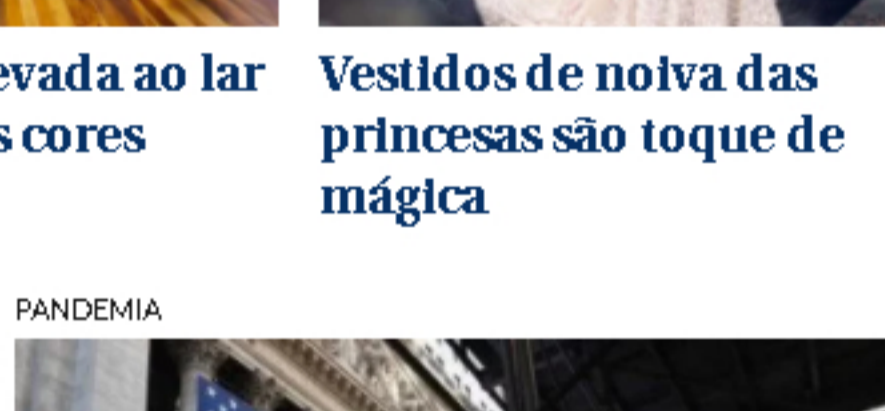 evada ao lar
s cores
Vestidos de noiva das
princesas são toque de
mágica
PANDEMIA